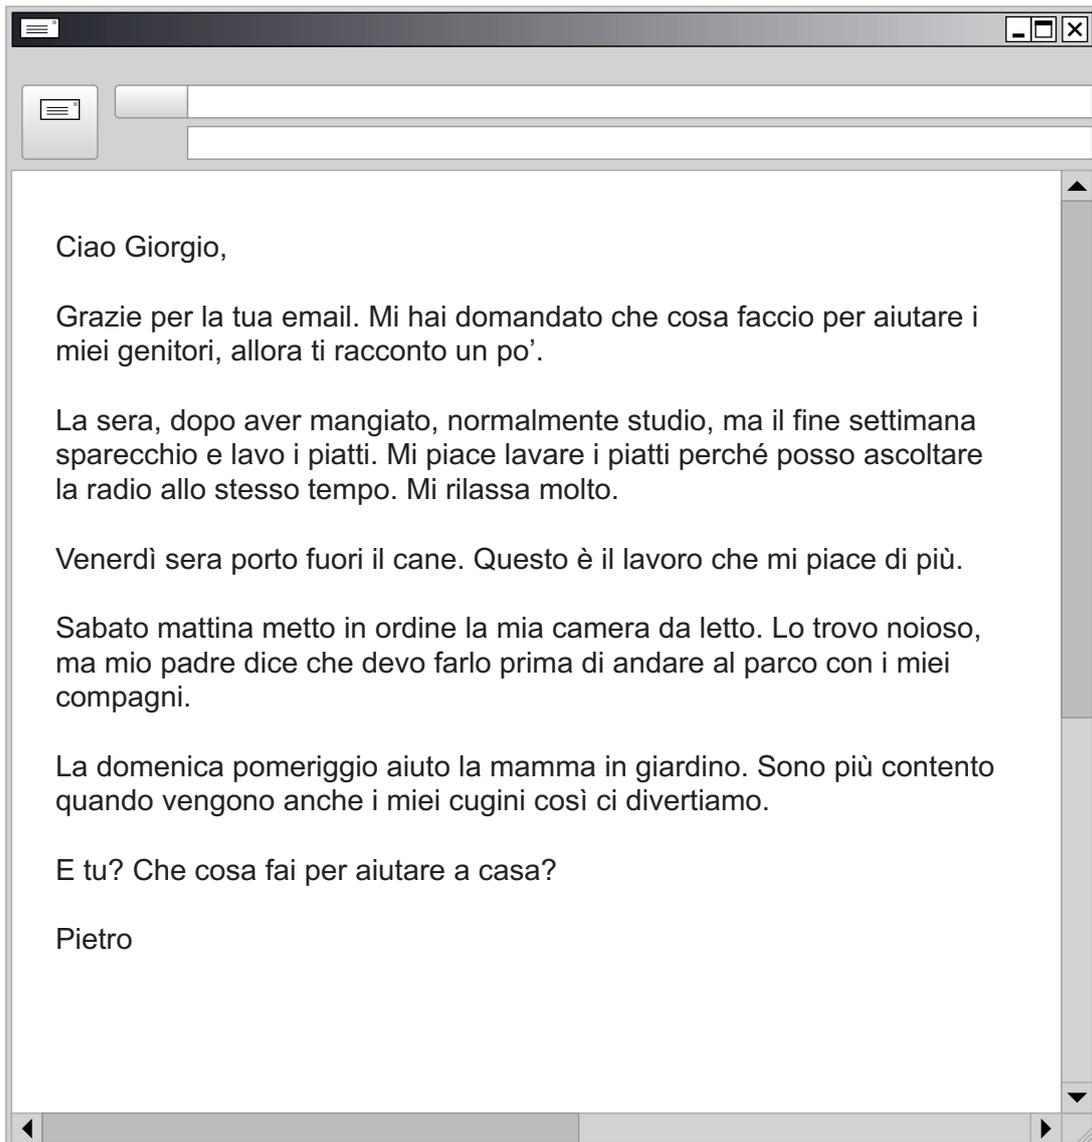 Ciao Giorgio,
Grazie per la tua email. Mi hai domandato che cosa faccio per aiutare i
miei genitori, allora ti racconto un po’.
La sera, dopo aver mangiato, normalmente studio, ma il fine settimana
sparecchio e lavo i piatti. Mi piace lavare i piatti perché posso ascoltare
la radio allo stesso tempo. Mi rilassa molto.
Venerdì sera porto fuori il cane. Questo è il lavoro che mi piace di più.
Sabato mattina metto in ordine la mia camera da letto. Lo trovo noioso,
ma mio padre dice che devo farlo prima di andare al parco con i miei
compagni.
La domenica pomeriggio aiuto la mamma in giardino. Sono più contento
quando vengono anche i miei cugini così ci divertiamo.
E tu? Che cosa fai per aiutare a casa?
Pietro